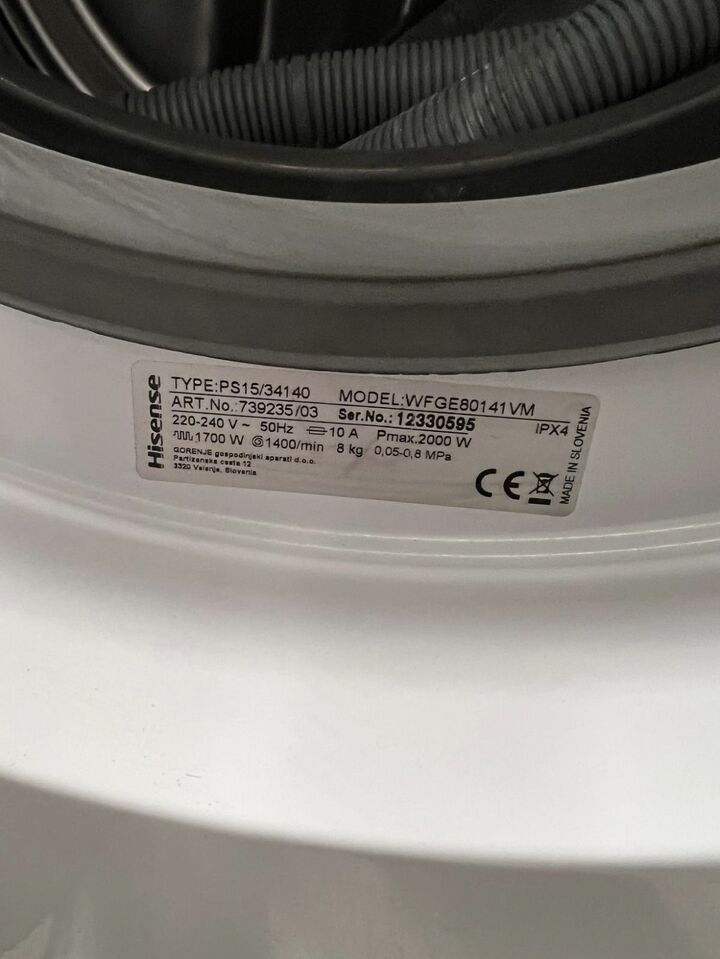 Hisense
TYPE:PS15/34140 MODEL:WFGE80141VM
ART.No.:739235/03 Ser.No.: 12330595 IPX4
220-240 V ~ 50Hz 10 A Pmax.2000 W
1700 W 1400/min 8 kg 0,05-0,8 MPa
GORENJE gospodinjski aparati d.o.o.
Partizanska cesta 12
3320 Velenje, Slovenia
CE
MADE IN SLOVENIA